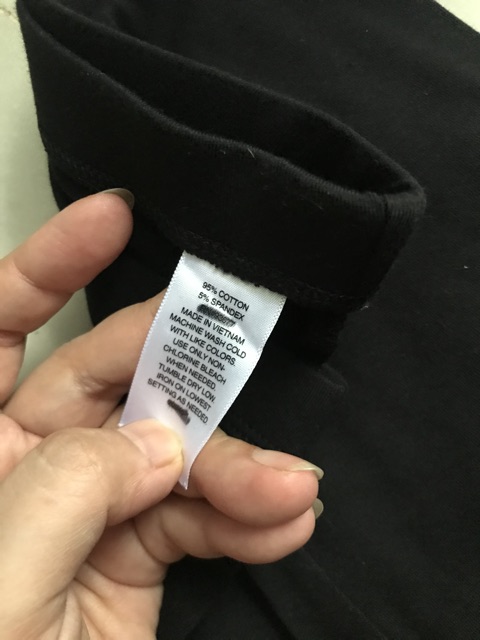 95% COTTON
5% SPANDEX
MADE IN VIETNAM
MACHINE WASH COLD
WITH LIKE COLORS.
USE ONLY NON-
CHLORINE BLEACH
WHEN NEEDED.
TUMBLE DRY LOW.
IRON ON LOWEST
SETTING AS NEEDED